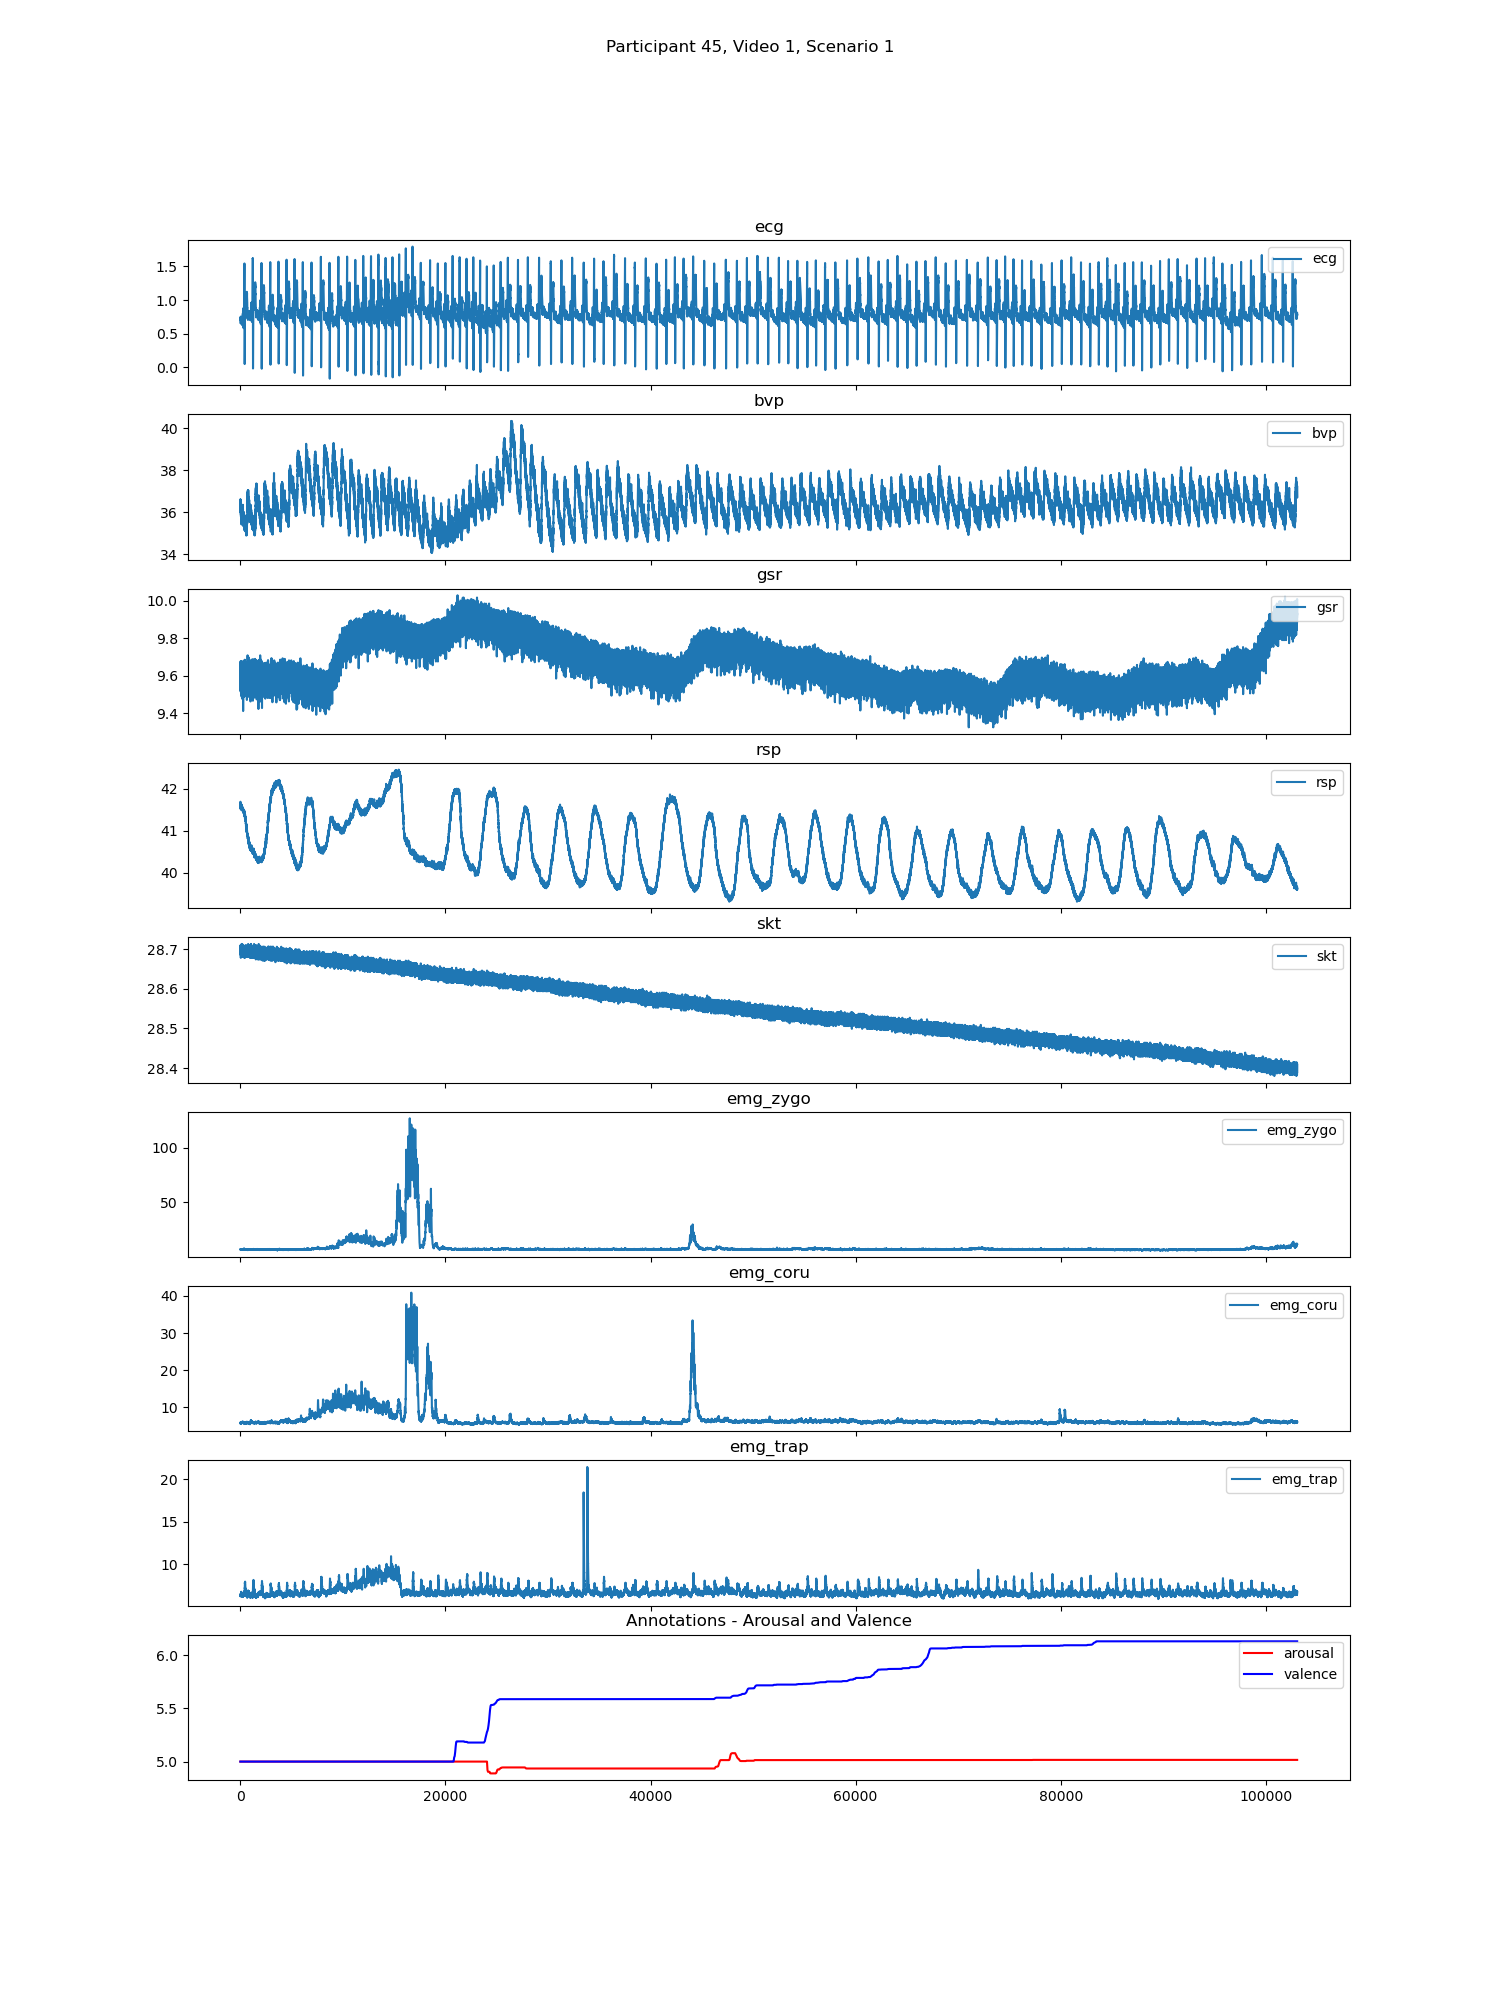 Participant 45, Video 1, Scenario 1
ecg
1.5
1.0
0.5
0.0
ecg
bvp
40
38
36
34
bvp
gsr
10.0
9.8
9.6
9.4
gsr
rsp
42
41
40
rsp
skt
28.7
28.6
28.5
28.4
skt
emg_zygo
100
50
emg_zygo
emg_coru
40
30
20
10
emg_coru
emg_trap
20
15
10
emg_trap
Annotations - Arousal and Valence
6.0
5.5
5.0
arousal
valence
0 20000 40000 60000 80000 100000